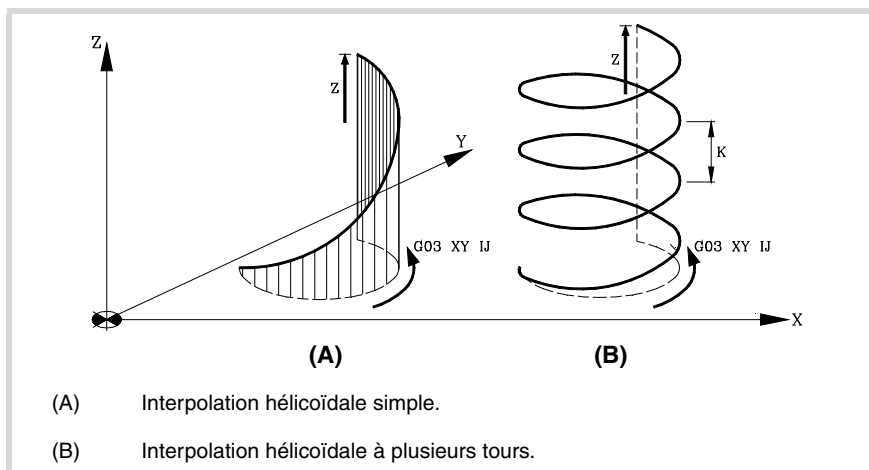 Z
Z
Z
Y
K
G03 XY IJ
G03 XY IJ
X
(A)
(B)
(A) Interpolation hélicoïdale simple.
(B) Interpolation hélicoïdale à plusieurs tours.